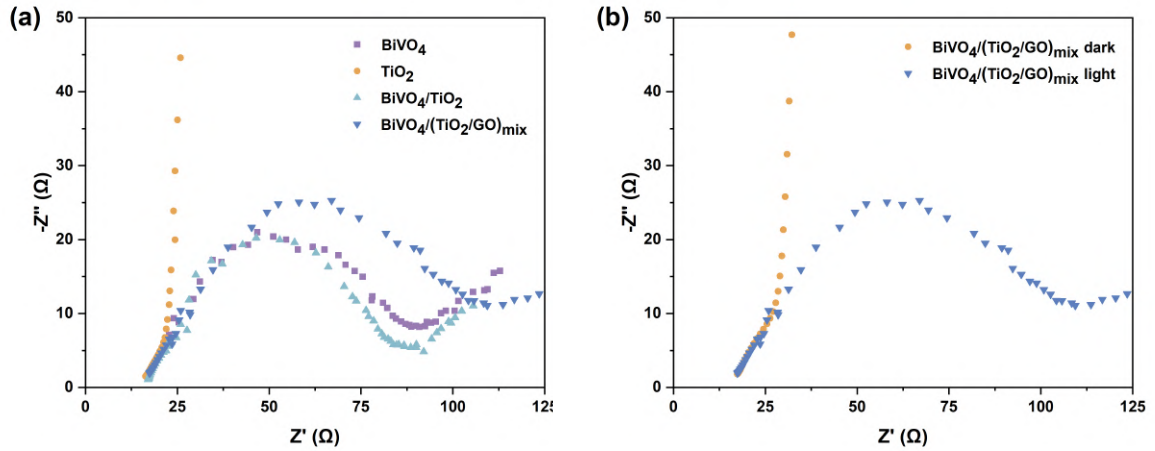 (a)
50
40
30
20
10
0
-Z'' (Ω)
BiVO4
TiO2
BiVO4/TiO2
BiVO4/(TiO2/GO)mix
0 25 50 75 100 125
Z' (Ω)
(b)
50
40
30
20
10
0
-Z'' (Ω)
BiVO4/(TiO2/GO)mix dark
BiVO4/(TiO2/GO)mix light
0 25 50 75 100 125
Z' (Ω)